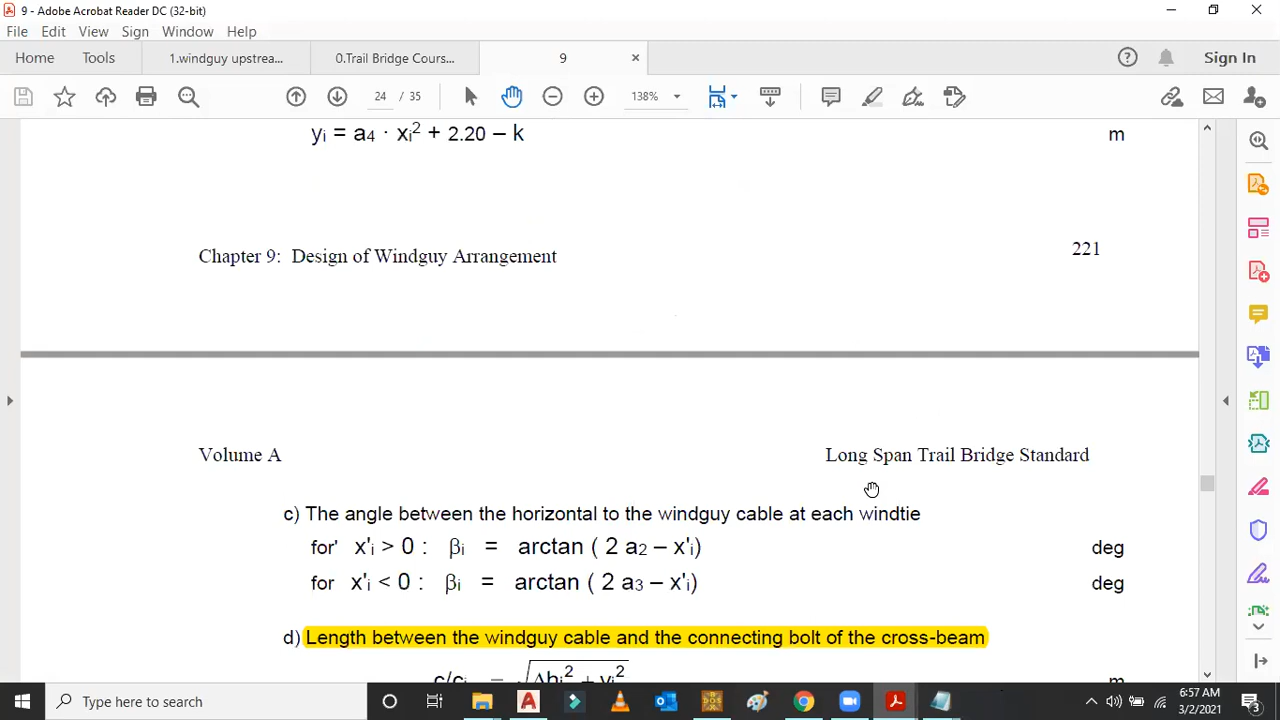 9 - Adobe Acrobat Reader DC (32-bit)
File Edit View Sign Window Help
Home Tools 1.windguy upstrea... 0.Trail Bridge Cours... 9 × Sign In
24 / 35 138%
yi = a4 · xi² + 2.20 – k m
Chapter 9: Design of Windguy Arrangement 221
Volume A Long Span Trail Bridge Standard
c) The angle between the horizontal to the windguy cable at each windtie
for' x'i > 0 : βi = arctan ( 2 a2 – x'i) deg
for x'i < 0 : βi = arctan ( 2 a3 – x'i) deg
d) Length between the windguy cable and the connecting bolt of the cross-beam
c/ci = √Δhi² + yi² m
Type here to search
6:57 AM
3/2/2021
3